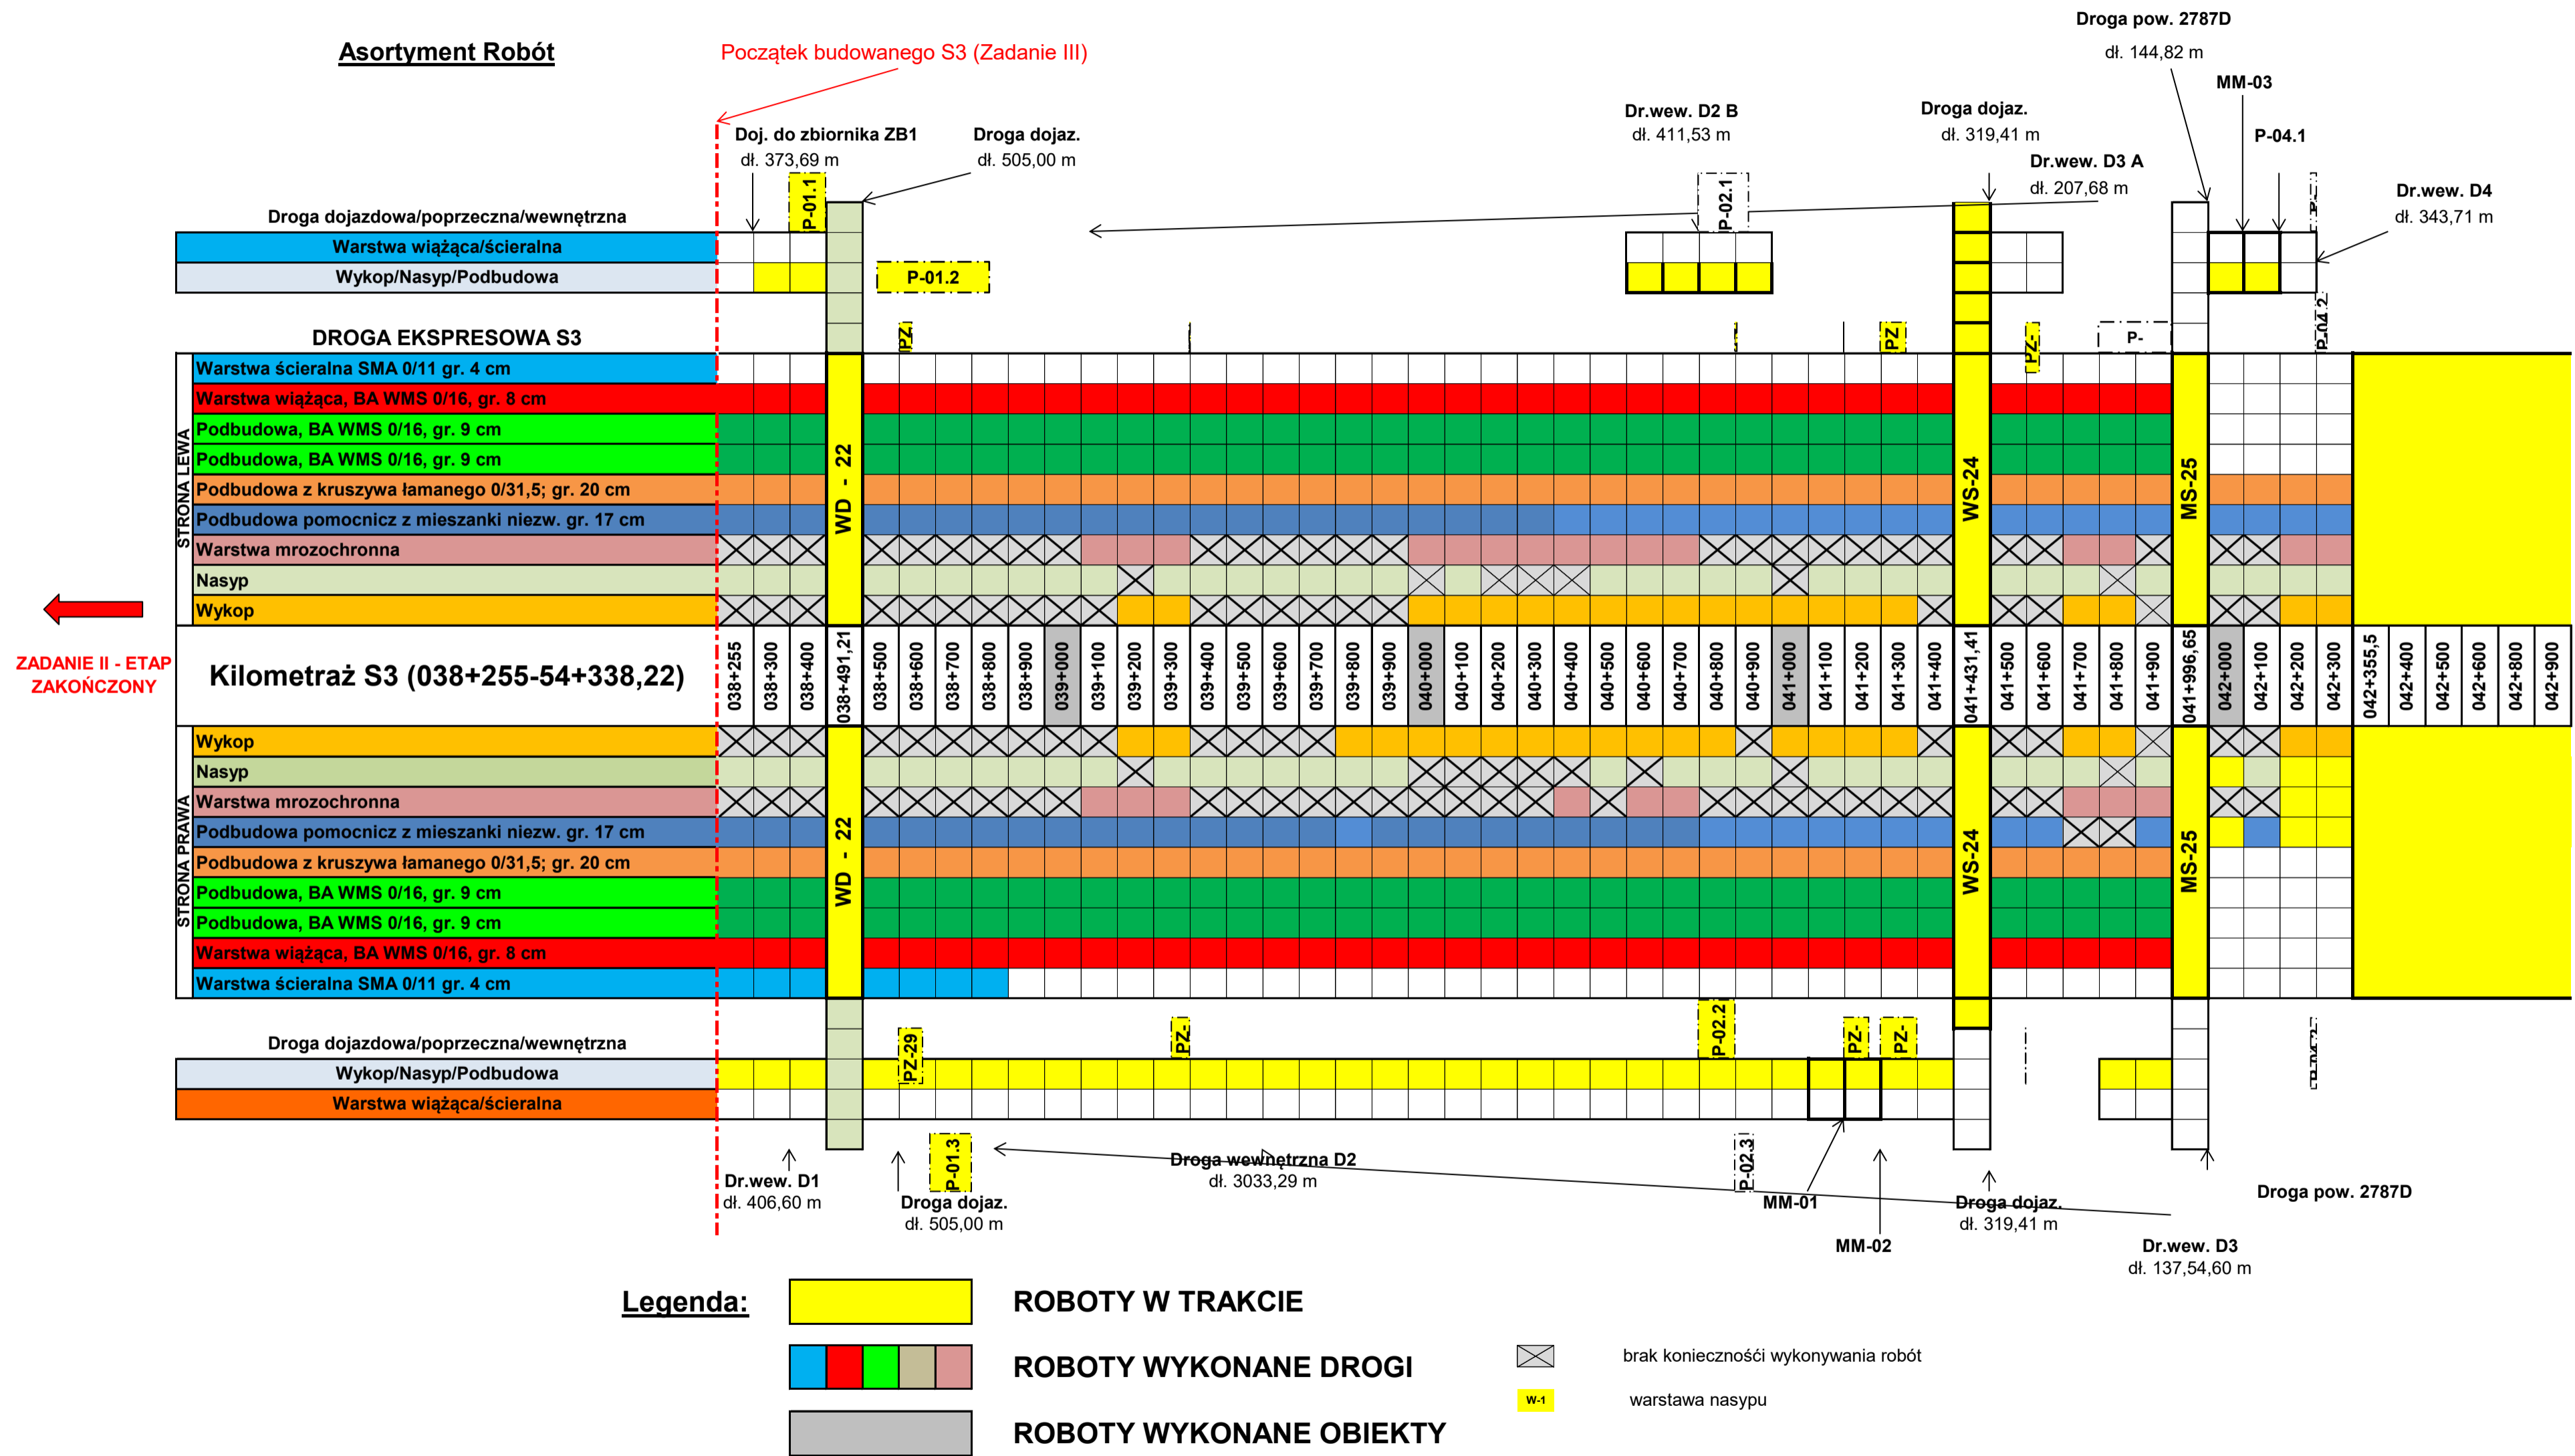 Asortyment Robót
Początek budowanego S3 (Zadanie III)
Droga pow. 2787D
dł. 144,82 m
MM-03
P-04.1
Doj. do zbiornika ZB1
dł. 373,69 m
Droga dojaz.
dł. 505,00 m
Dr.wew. D2 B
dł. 411,53 m
Droga dojaz.
dł. 319,41 m
Dr.wew. D3 A
dł. 207,68 m
Dr.wew. D4
dł. 343,71 m
P-01.1
P-02.1
Droga dojazdowa/poprzeczna/wewnętrzna
Warstwa wiążąca/ścieralna
Wykop/Nasyp/Podbudowa
P-01.2
DROGA EKSPRESOWA S3
PZ
PZ
PZ-
P-
P-04.2
STRONA LEWA
Warstwa ścieralna SMA 0/11 gr. 4 cm
Warstwa wiążąca, BA WMS 0/16, gr. 8 cm
Podbudowa, BA WMS 0/16, gr. 9 cm
Podbudowa, BA WMS 0/16, gr. 9 cm
Podbudowa z kruszywa łamanego 0/31,5; gr. 20 cm
Podbudowa pomocnicz z mieszanki niezw. gr. 17 cm
Warstwa mrozochronna
Nasyp
Wykop
WD - 22
WS-24
MS-25
ZADANIE II - ETAP
ZAKOŃCZONY
Kilometraż S3 (038+255-54+338,22)
038+255
038+300
038+400
038+491,21
038+500
038+600
038+700
038+800
038+900
039+000
039+100
039+200
039+300
039+400
039+500
039+600
039+700
039+800
039+900
040+000
040+100
040+200
040+300
040+400
040+500
040+600
040+700
040+800
040+900
041+000
041+100
041+200
041+300
041+400
041+431,41
041+500
041+600
041+700
041+800
041+900
041+996,65
042+000
042+100
042+200
042+300
042+355,5
042+400
042+500
042+600
042+800
042+900
STRONA PRAWA
Wykop
Nasyp
Warstwa mrozochronna
Podbudowa pomocnicz z mieszanki niezw. gr. 17 cm
Podbudowa z kruszywa łamanego 0/31,5; gr. 20 cm
Podbudowa, BA WMS 0/16, gr. 9 cm
Podbudowa, BA WMS 0/16, gr. 9 cm
Warstwa wiążąca, BA WMS 0/16, gr. 8 cm
Warstwa ścieralna SMA 0/11 gr. 4 cm
WD - 22
WS-24
MS-25
Droga dojazdowa/poprzeczna/wewnętrzna
Wykop/Nasyp/Podbudowa
Warstwa wiążąca/ścieralna
PZ-29
PZ-
P-02.2
PZ-
PZ-
P-01.3
P-02.3
Dr.wew. D1
dł. 406,60 m
Droga dojaz.
dł. 505,00 m
Droga wewnętrzna D2
dł. 3033,29 m
MM-01
MM-02
Droga dojaz.
dł. 319,41 m
Droga pow. 2787D
Dr.wew. D3
dł. 137,54,60 m
Legenda:
ROBOTY W TRAKCIE
ROBOTY WYKONANE DROGI
ROBOTY WYKONANE OBIEKTY
brak koniecznośći wykonywania robót
W-1
warstawa nasypu